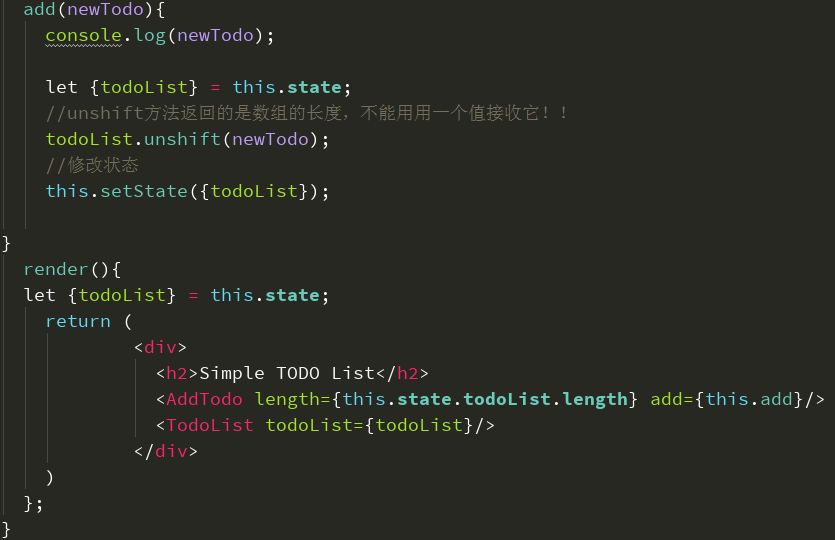 add(newTodo){
console.log(newTodo);
let {todoList} = this.state;
//unshift方法返回的是数组的长度，不能用用一个值接收它！！
todoList.unshift(newTodo);
//修改状态
this.setState({todoList});
}
render(){
let {todoList} = this.state;
return (
<div>
<h2>Simple TODO List</h2>
<AddTodo length={this.state.todoList.length} add={this.add}/>
<TodoList todoList={todoList}/>
</div>
)
};
}